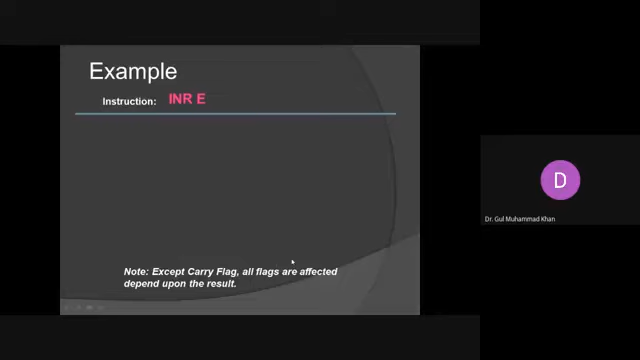 Example
Instruction: INR E
Note: Except Carry Flag, all flags are affected
depend upon the result.
D
Dr. Gul Muhammad Khan